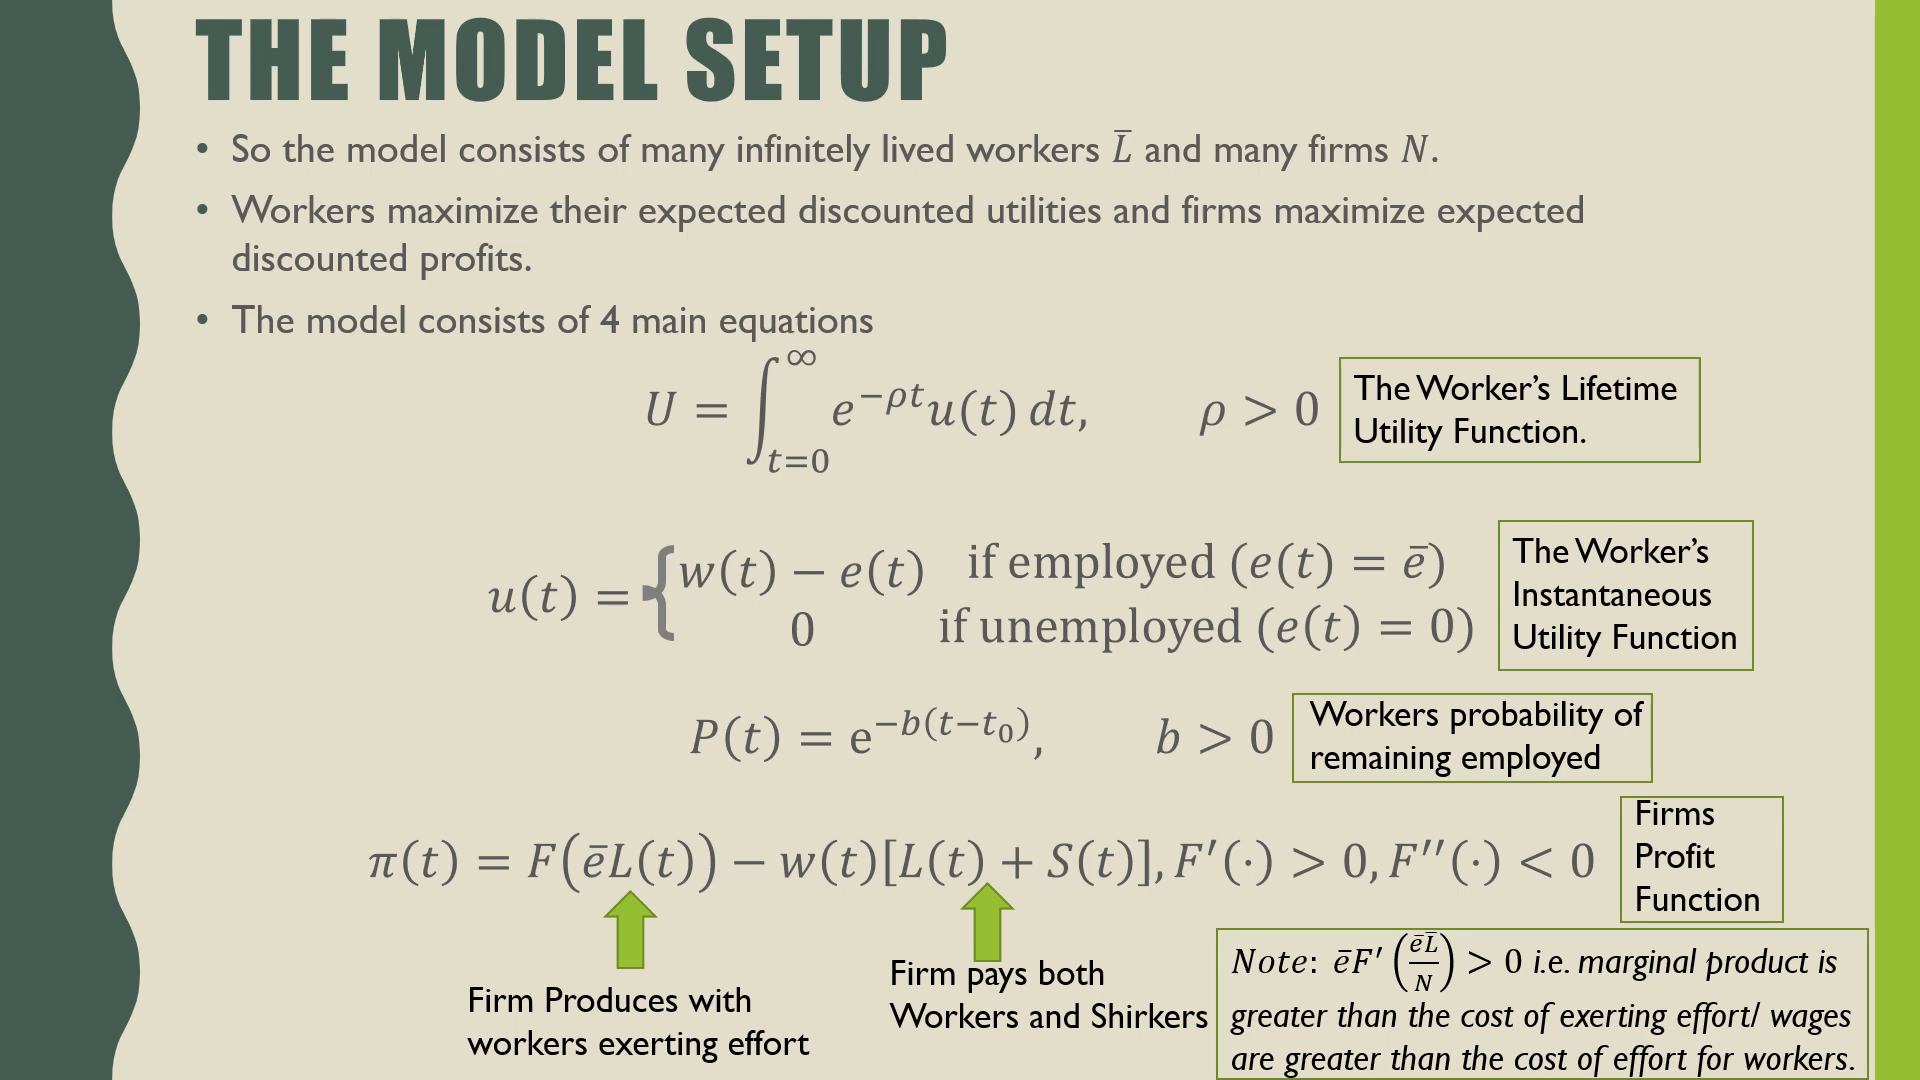 THE MODEL SETUP
• So the model consists of many infinitely lived workers L̅ and many firms N.
• Workers maximize their expected discounted utilities and firms maximize expected
discounted profits.
• The model consists of 4 main equations
U = ∫_{t=0}^{∞} e^{−ρt} u(t) dt, ρ > 0
The Worker's Lifetime
Utility Function.
u(t) = { w(t) − e(t) if employed (e(t) = e̅)
0 if unemployed (e(t) = 0)
The Worker's
Instantaneous
Utility Function
P(t) = e^{−b(t−t₀)}, b > 0
Workers probability of
remaining employed
π(t) = F(e̅L(t)) − w(t)[L(t) + S(t)], F′(·) > 0, F′′(·) < 0
Firms
Profit
Function
Firm Produces with
workers exerting effort
Firm pays both
Workers and Shirkers
Note: e̅F′(e̅L̅/N) > 0 i.e. marginal product is
greater than the cost of exerting effort/ wages
are greater than the cost of effort for workers.